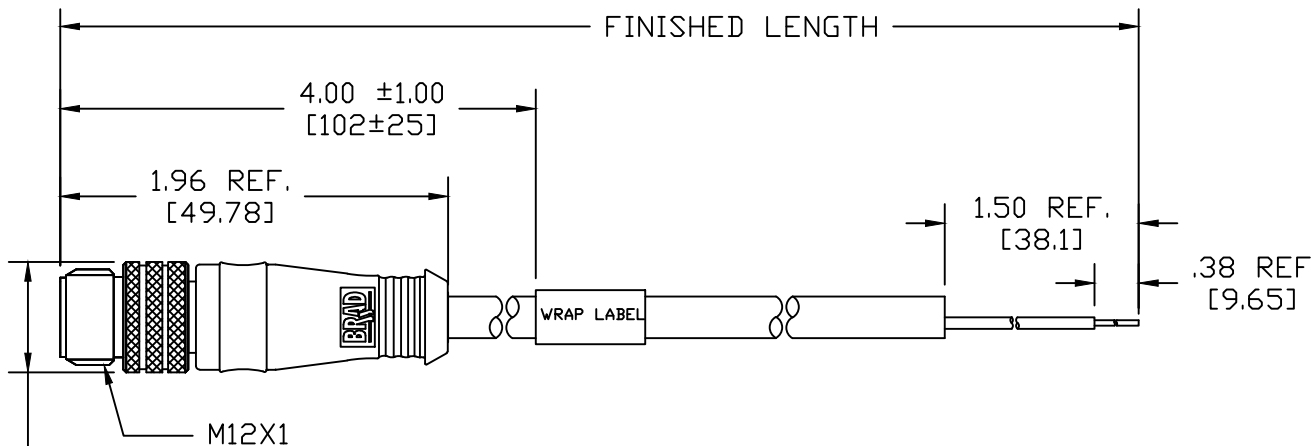 FINISHED LENGTH
4.00 ±1.00
[102±25]
1.96 REF.
[49.78]
1.50 REF.
[38.1]
.38 REF
[9.65]
BRAD
WRAP LABEL
M12X1